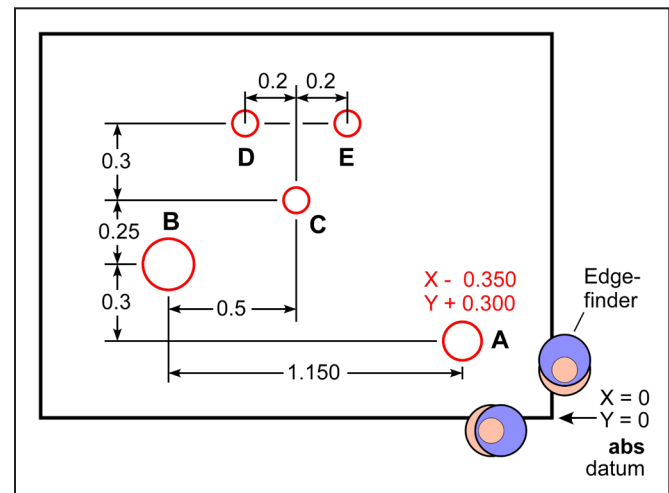 0.2 0.2
D E
0.3
C
B
0.25
X - 0.350
Y + 0.300
Edge-
finder
0.3
0.5
A
1.150
X = 0
Y = 0
abs
datum